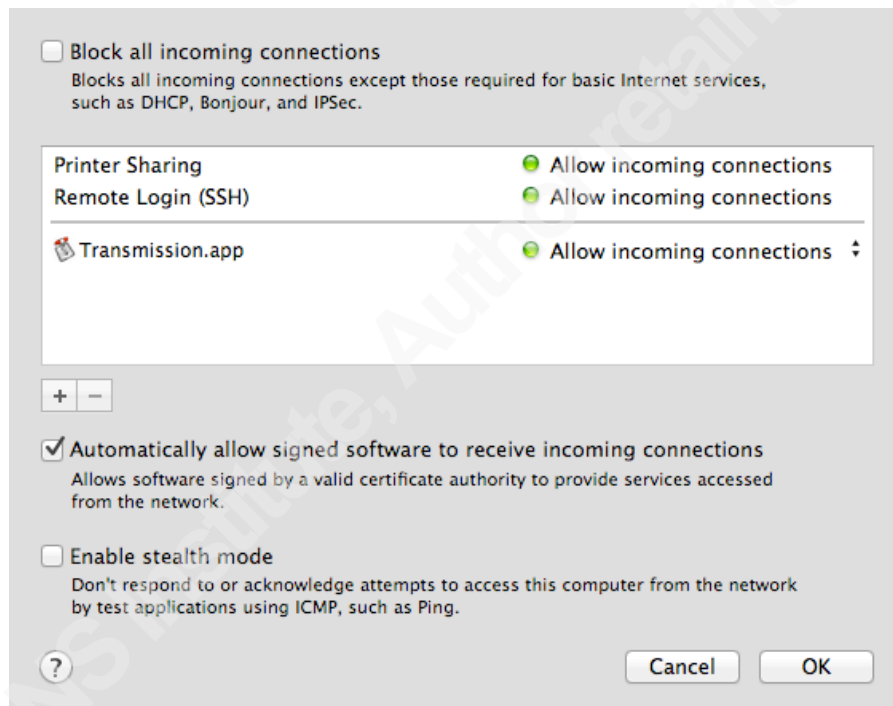 Block all incoming connections
Blocks all incoming connections except those required for basic Internet services,
such as DHCP, Bonjour, and IPSec.
Printer Sharing Allow incoming connections
Remote Login (SSH) Allow incoming connections
Transmission.app Allow incoming connections
+ −
Automatically allow signed software to receive incoming connections
Allows software signed by a valid certificate authority to provide services accessed
from the network.
Enable stealth mode
Don't respond to or acknowledge attempts to access this computer from the network
by test applications using ICMP, such as Ping.
? Cancel OK
NS Institute, Author retains